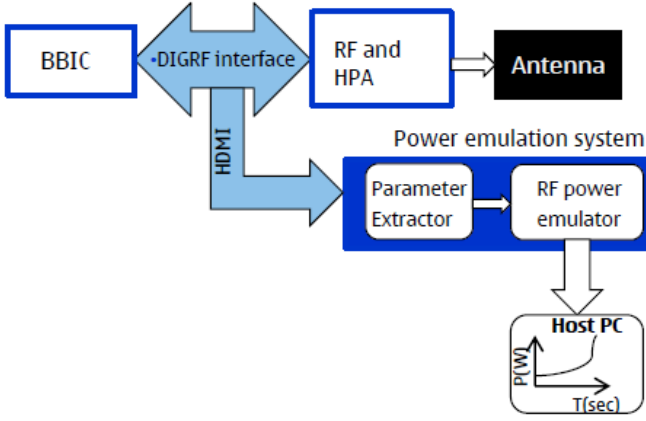 BBIC
•DIGRF interface
RF and
HPA
Antenna
HDMI
Power emulation system
Parameter
Extractor
RF power
emulator
Host PC
P(W)
T(sec)